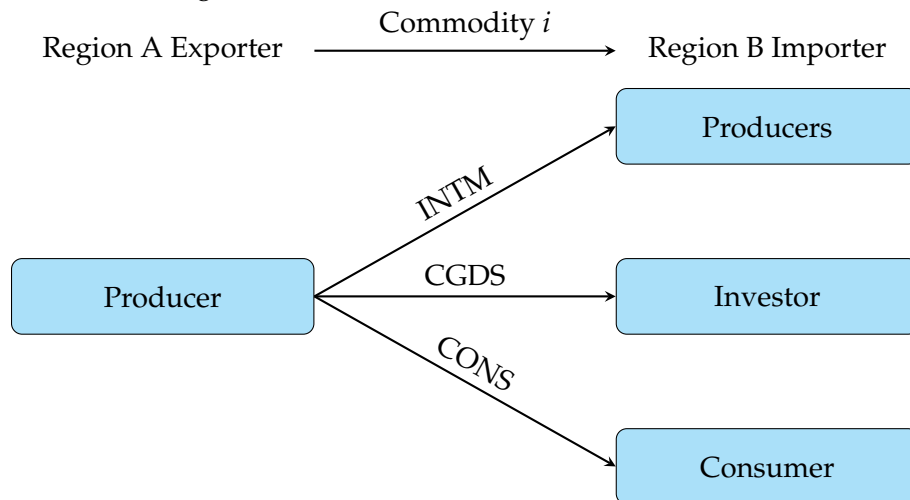 Commodity i
Region A Exporter
Region B Importer
Producers
INTM
CGDS
Producer
Investor
CONS
Consumer